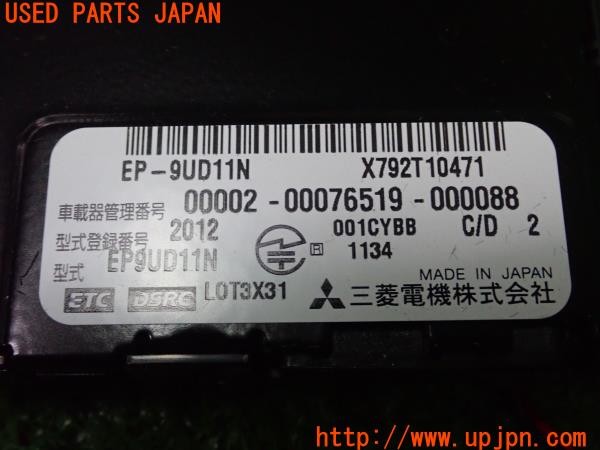 USED PARTS JAPAN
EP-9UD11N X792T10471
車載器管理番号 00002-00076519-000088
型式登録番号 2012 R 001CYBB C/D 2
型式 EP9UD11N 1134
MADE IN JAPAN
ETC DSRC LOT3X31 三菱電機株式会社
http://www.upjpn.com/